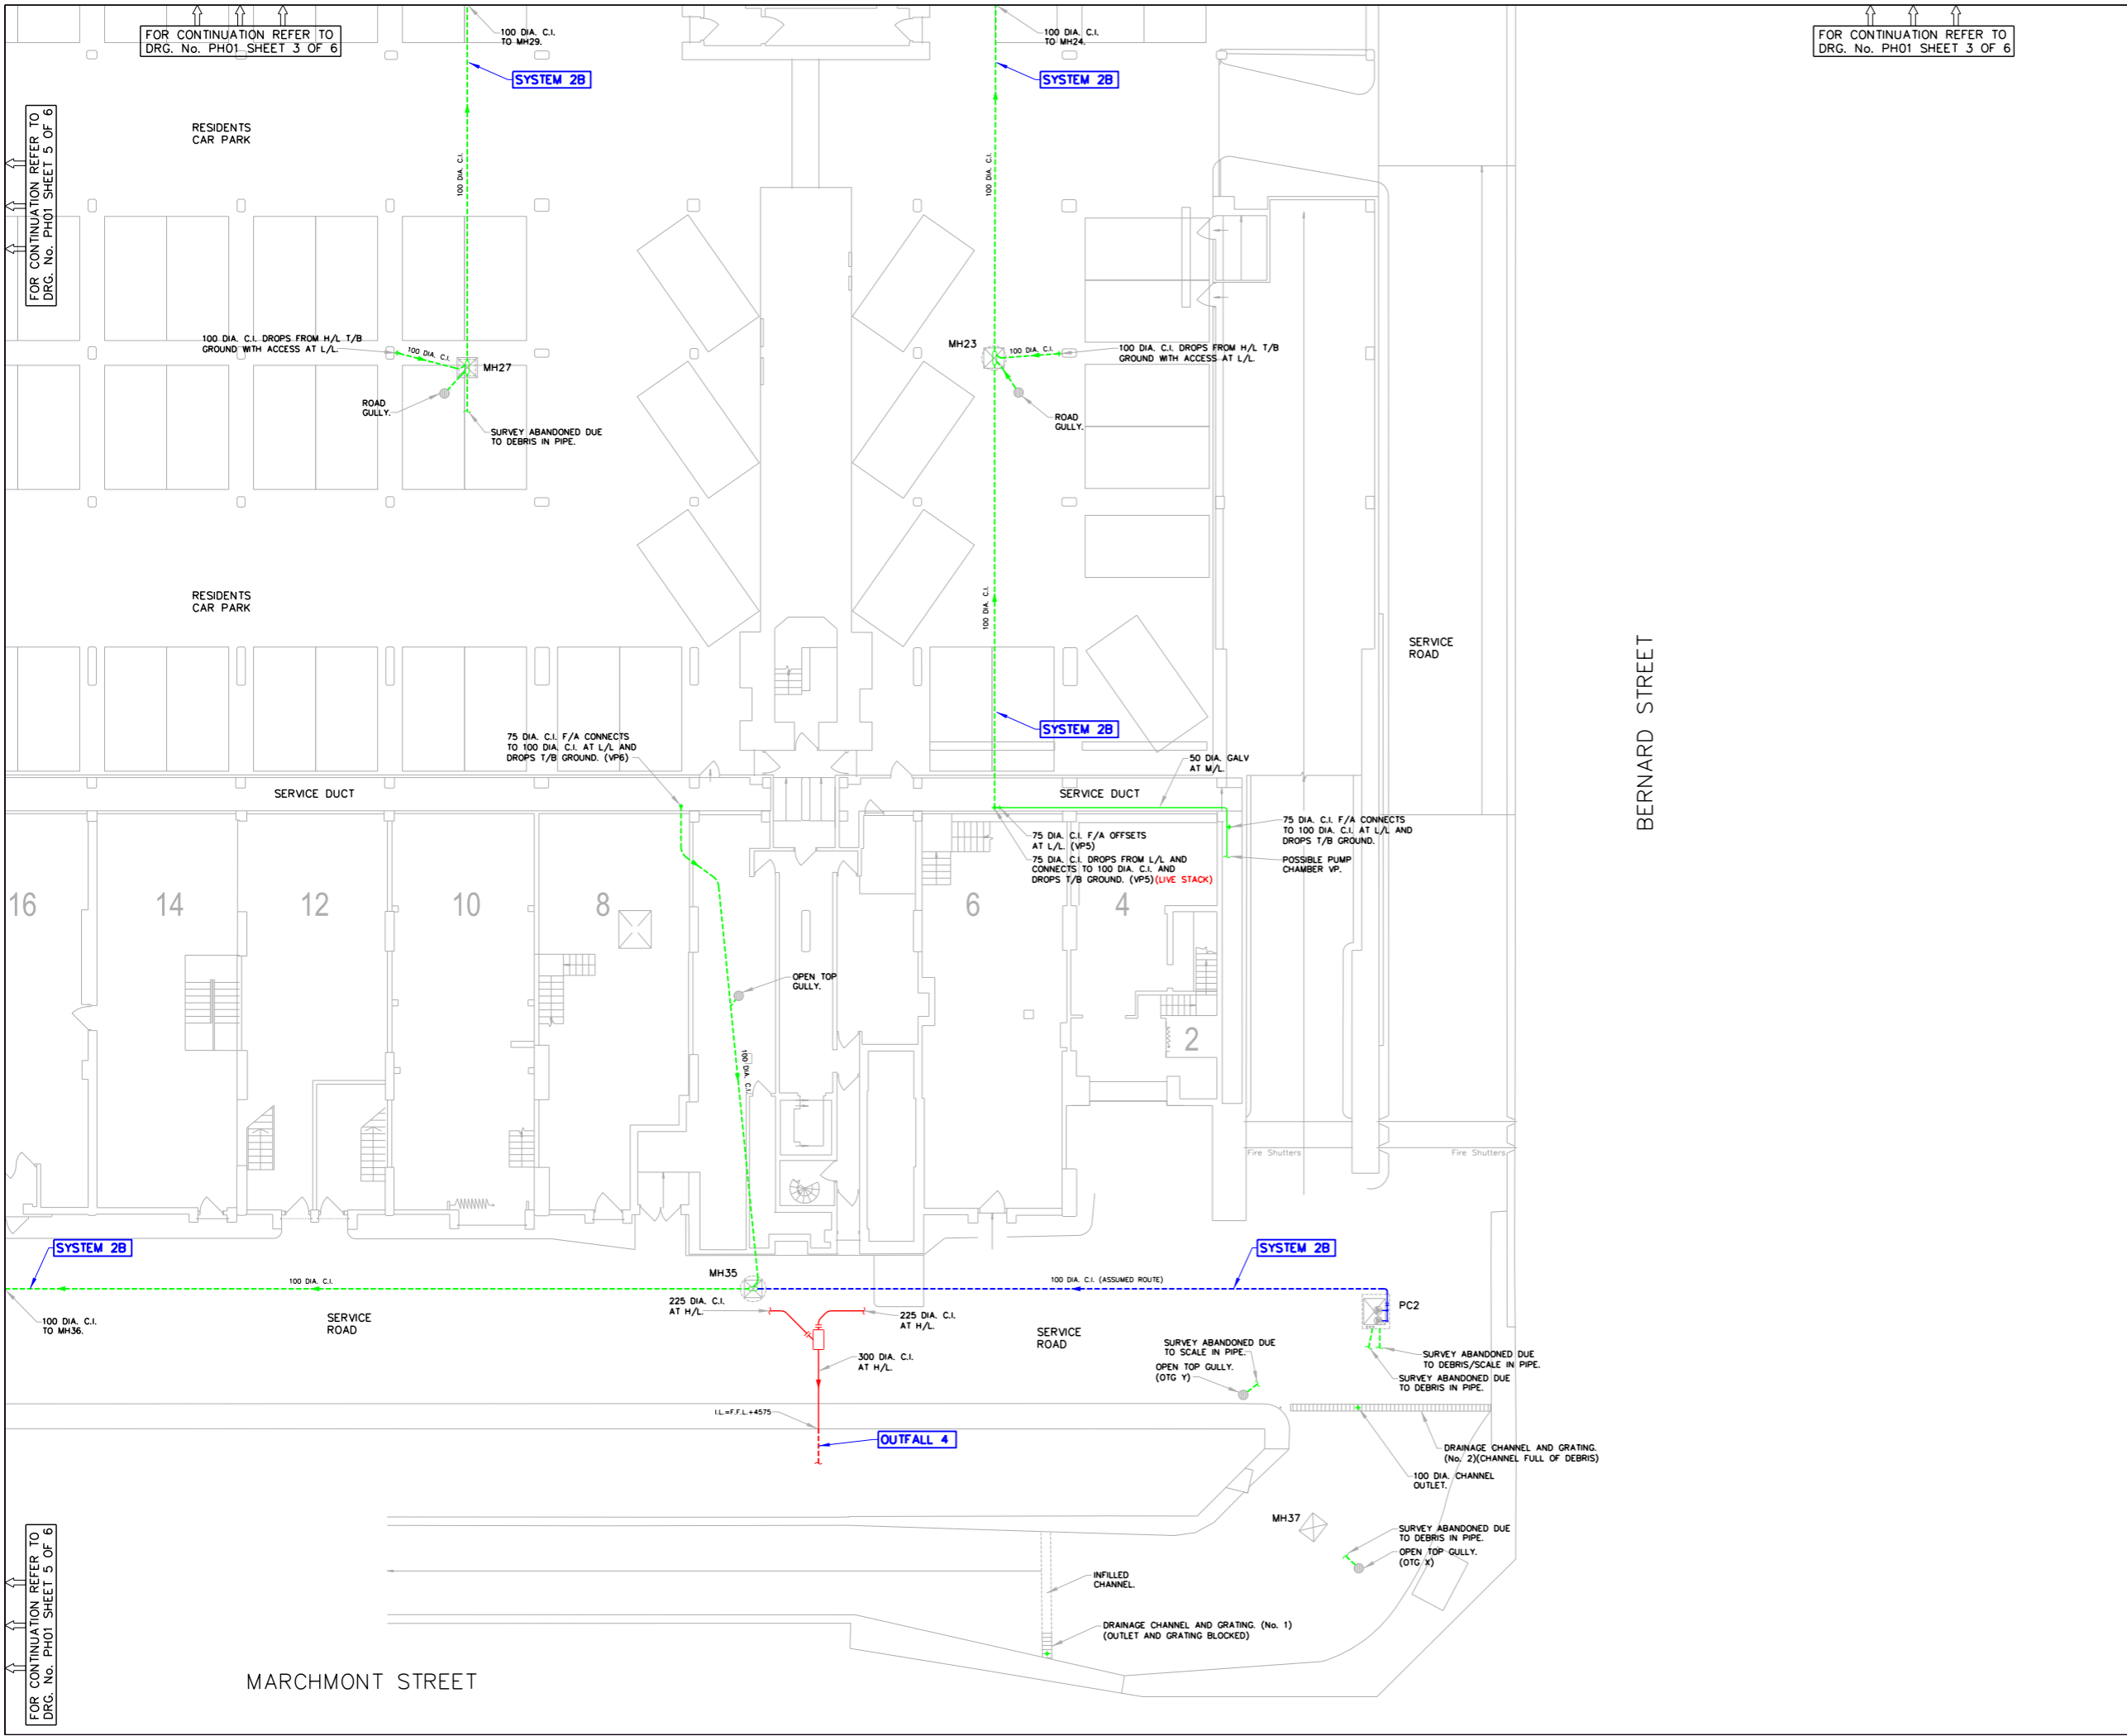 FOR CONTINUATION REFER TO
DRG. No. PH01 SHEET 3 OF 6
100 DIA. C.I.
TO MH29.
SYSTEM 2B
100 DIA. C.I.
TO MH24.
SYSTEM 2B
FOR CONTINUATION REFER TO
DRG. No. PH01 SHEET 3 OF 6
FOR CONTINUATION REFER TO
DRG. No. PH01 SHEET 5 OF 6
RESIDENTS
CAR PARK
100 DIA. C.I.
100 DIA. C.I.
100 DIA. C.I. DROPS FROM H/L T/B
GROUND WITH ACCESS AT L/L.
100 DIA. C.I.
MH27
ROAD
GULLY.
SURVEY ABANDONED DUE
TO DEBRIS IN PIPE.
MH23
100 DIA. C.I.
100 DIA. C.I. DROPS FROM H/L T/B
GROUND WITH ACCESS AT L/L.
ROAD
GULLY.
RESIDENTS
CAR PARK
100 DIA. C.I.
SERVICE
ROAD
BERNARD STREET
SYSTEM 2B
75 DIA. C.I. F/A CONNECTS
TO 100 DIA. C.I. AT L/L AND
DROPS T/B GROUND. (VP6)
50 DIA. GALV
AT M/L.
SERVICE DUCT
SERVICE DUCT
75 DIA. C.I. F/A OFFSETS
AT L/L. (VP5)
75 DIA. C.I. DROPS FROM L/L AND
CONNECTS TO 100 DIA. C.I. AND
DROPS T/B GROUND. (VP5)(LIVE STACK)
75 DIA. C.I. F/A CONNECTS
TO 100 DIA. C.I. AT L/L AND
DROPS T/B GROUND.
POSSIBLE PUMP
CHAMBER VP.
16
14
12
10
8
6
4
2
OPEN TOP
GULLY.
100 DIA. C.I.
Fire Shutters
Fire Shutters
SYSTEM 2B
SYSTEM 2B
MH35
100 DIA. C.I.
100 DIA. C.I. (ASSUMED ROUTE)
PC2
100 DIA. C.I.
TO MH36.
SERVICE
ROAD
225 DIA. C.I.
AT H/L.
225 DIA. C.I.
AT H/L.
300 DIA. C.I.
AT H/L.
SERVICE
ROAD
SURVEY ABANDONED DUE
TO SCALE IN PIPE.
OPEN TOP GULLY.
(OTG Y)
SURVEY ABANDONED DUE
TO DEBRIS/SCALE IN PIPE.
SURVEY ABANDONED DUE
TO DEBRIS IN PIPE.
I.L.=F.F.L.+4575
OUTFALL 4
DRAINAGE CHANNEL AND GRATING.
(No. 2)(CHANNEL FULL OF DEBRIS)
100 DIA. CHANNEL
OUTLET.
MH37
SURVEY ABANDONED DUE
TO DEBRIS IN PIPE.
OPEN TOP GULLY.
(OTG X)
INFILLED
CHANNEL.
DRAINAGE CHANNEL AND GRATING. (No. 1)
(OUTLET AND GRATING BLOCKED)
FOR CONTINUATION REFER TO
DRG. No. PH01 SHEET 5 OF 6
MARCHMONT STREET